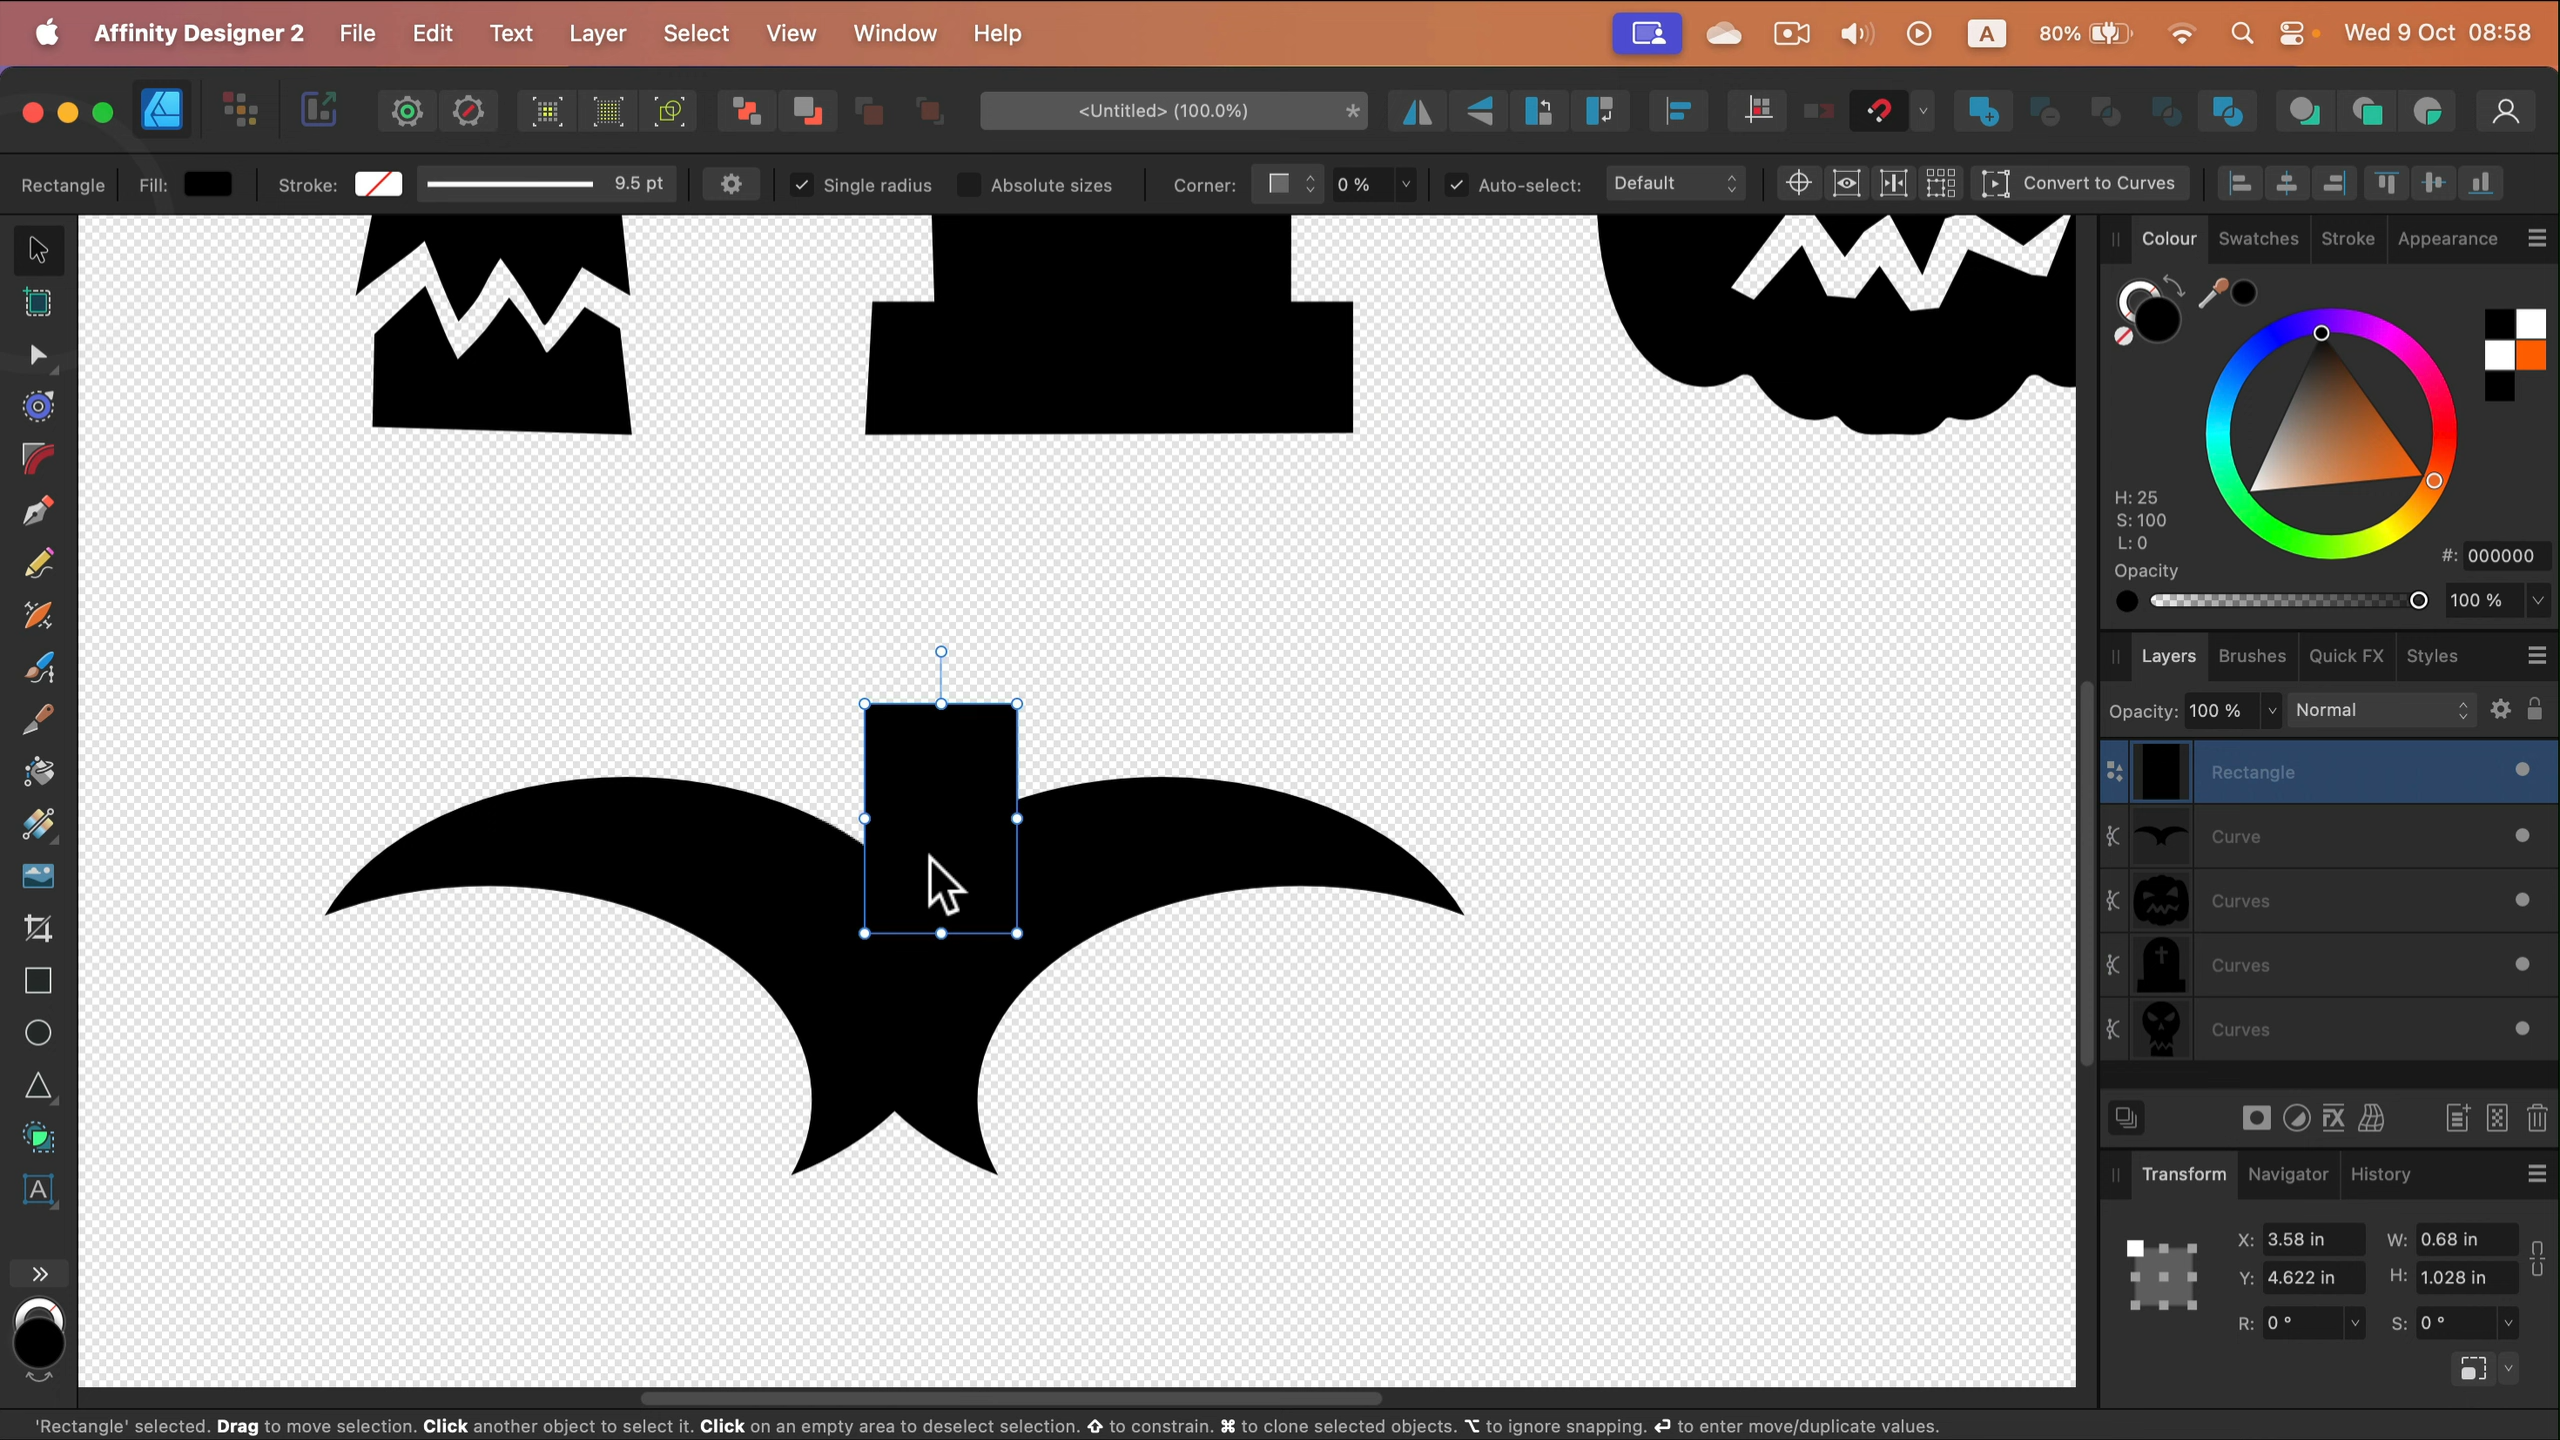 Affinity Designer 2 File Edit Text Layer Select View Window Help A 80% Wed 9 Oct 08:58
<Untitled> (100.0%) *
Rectangle Fill: Stroke: 9.5 pt Single radius Absolute sizes Corner: 0 % Auto-select: Default Convert to Curves
Colour Swatches Stroke Appearance
H: 25
S: 100
L: 0
#: 000000
Opacity
100 %
Layers Brushes Quick FX Styles
Opacity: 100 % Normal
Rectangle
Curve
Curves
Curves
Curves
FX
A
Transform Navigator History
X: 3.58 in W: 0.68 in
Y: 4.622 in H: 1.028 in
R: 0 ° S: 0 °
'Rectangle' selected. Drag to move selection. Click another object to select it. Click on an empty area to deselect selection. ⇧ to constrain. ⌘ to clone selected objects. ⌥ to ignore snapping. ↩ to enter move/duplicate values.